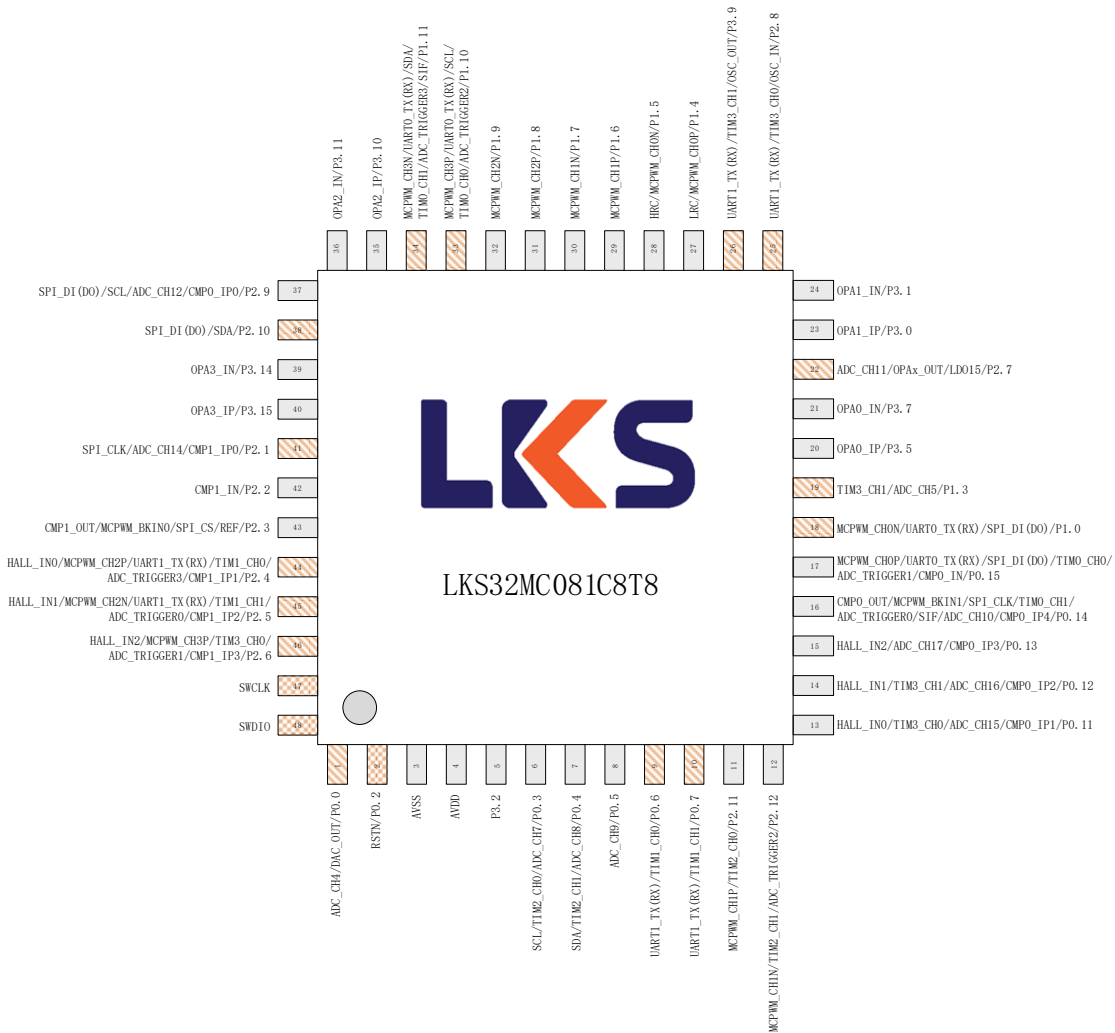 MCPWM_CH3N/UART0_TX(RX)/SDA/
TIM0_CH1/ADC_TRIGGER3/SIF/P1.11
MCPWM_CH3P/UART0_TX(RX)/SCL/
TIM0_CH0/ADC_TRIGGER2/P1.10
OPA2_IN/P3.11
OPA2_IP/P3.10
MCPWM_CH2N/P1.9
MCPWM_CH2P/P1.8
MCPWM_CH1N/P1.7
MCPWM_CH1P/P1.6
HRC/MCPWM_CH0N/P1.5
LRC/MCPWM_CH0P/P1.4
UART1_TX(RX)/TIM3_CH1/OSC_OUT/P3.9
UART1_TX(RX)/TIM3_CH0/OSC_IN/P2.8
36
35
34
33
32
31
30
29
28
27
26
25
SPI_DI(DO)/SCL/ADC_CH12/CMP0_IP0/P2.9
37
SPI_DI(DO)/SDA/P2.10
38
OPA3_IN/P3.14
39
OPA3_IP/P3.15
40
SPI_CLK/ADC_CH14/CMP1_IP0/P2.1
41
CMP1_IN/P2.2
42
CMP1_OUT/MCPWM_BKIN0/SPI_CS/REF/P2.3
43
HALL_IN0/MCPWM_CH2P/UART1_TX(RX)/TIM1_CH0/
ADC_TRIGGER3/CMP1_IP1/P2.4
44
HALL_IN1/MCPWM_CH2N/UART1_TX(RX)/TIM1_CH1/
ADC_TRIGGER0/CMP1_IP2/P2.5
45
HALL_IN2/MCPWM_CH3P/TIM3_CH0/
ADC_TRIGGER1/CMP1_IP3/P2.6
46
SWCLK
47
SWDIO
48
LKS
LKS32MC081C8T8
24
OPA1_IN/P3.1
23
OPA1_IP/P3.0
22
ADC_CH11/OPAx_OUT/LDO15/P2.7
21
OPA0_IN/P3.7
20
OPA0_IP/P3.5
19
TIM3_CH1/ADC_CH5/P1.3
18
MCPWM_CH0N/UART0_TX(RX)/SPI_DI(DO)/P1.0
17
MCPWM_CH0P/UART0_TX(RX)/SPI_DI(DO)/TIM0_CH0/
ADC_TRIGGER1/CMP0_IN/P0.15
16
CMP0_OUT/MCPWM_BKIN1/SPI_CLK/TIM0_CH1/
ADC_TRIGGER0/SIF/ADC_CH10/CMP0_IP4/P0.14
15
HALL_IN2/ADC_CH17/CMP0_IP3/P0.13
14
HALL_IN1/TIM3_CH1/ADC_CH16/CMP0_IP2/P0.12
13
HALL_IN0/TIM3_CH0/ADC_CH15/CMP0_IP1/P0.11
1
2
3
4
5
6
7
8
9
10
11
12
ADC_CH4/DAC_OUT/P0.0
RSTN/P0.2
AVSS
AVDD
P3.2
SCL/TIM2_CH0/ADC_CH7/P0.3
SDA/TIM2_CH1/ADC_CH8/P0.4
ADC_CH9/P0.5
UART1_TX(RX)/TIM1_CH0/P0.6
UART1_TX(RX)/TIM1_CH1/P0.7
MCPWM_CH1P/TIM2_CH0/P2.11
MCPWM_CH1N/TIM2_CH1/ADC_TRIGGER2/P2.12